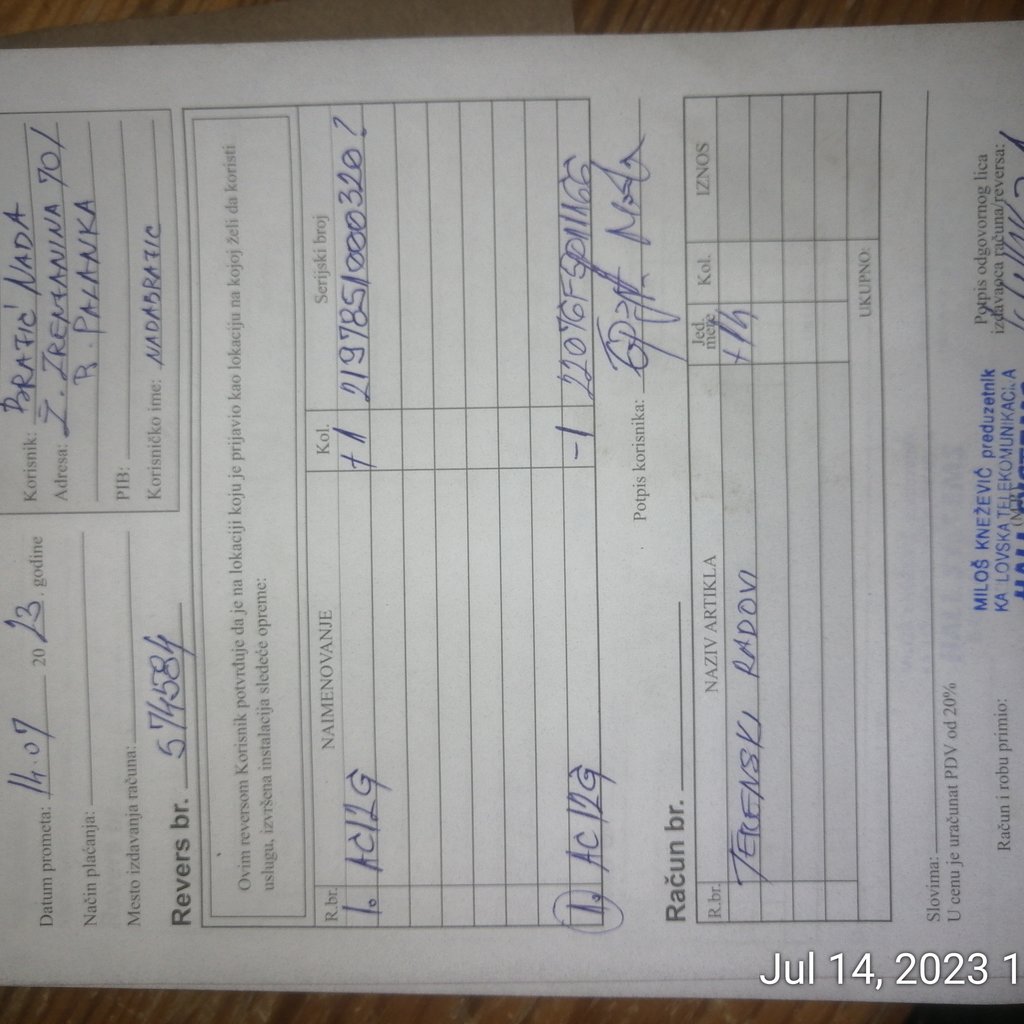 Datum prometa: 14.07 2023. godine
Način plaćanja:
Mesto izdavanja računa:
Korisnik: BRATIĆ NADA
Adresa: Ž. ZRENJANINA 70/
P. PALANKA
PIB:
Korisničko ime: NADABRATIC
Revers br. 574584
Ovim reversom Korisnik potvrđuje da je na lokaciji koju je prijavio kao lokaciju na kojoj želi da koristi
uslugu, izvršena instalacija sledeće opreme:
R.br. NAIMENOVANJE Kol. Serijski broj
1. AC12G +1 2197851000320?
1. AC12G -1 22076F5011166
Potpis korisnika:
Račun br.
R.br. NAZIV ARTIKLA Jed. mere Kol. IZNOS
TERENSKI RADOVI
UKUPNO:
Slovima:
U cenu je uračunat PDV od 20%
Račun i robu primio:
MILOŠ KNEŽEVIĆ preduzetnik
KABLOVSKA TELEKOMUNIKACIJA
Potpis odgovornog lica
izdavaoca računa/reversa:
Jul 14, 2023 1